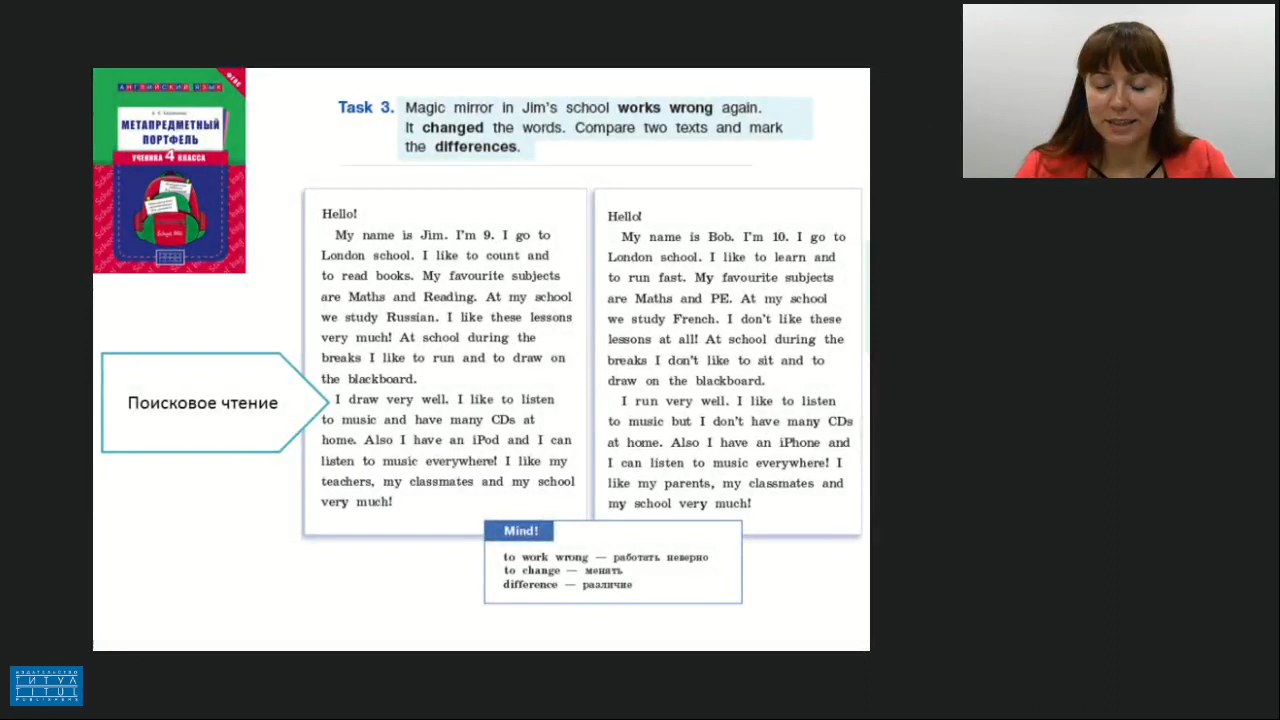 АНГЛИЙСКИЙ ЯЗЫК
ФГОС
МЕТАПРЕДМЕТНЫЙ
ПОРТФЕЛЬ
УЧЕНИКА 4 КЛАССА
Task 3. Magic mirror in Jim's school works wrong again.
It changed the words. Compare two texts and mark
the differences.
Поисковое чтение
Hello!
My name is Jim. I'm 9. I go to
London school. I like to count and
to read books. My favourite subjects
are Maths and Reading. At my school
we study Russian. I like these lessons
very much! At school during the
breaks I like to run and to draw on
the blackboard.
I draw very well. I like to listen
to music and have many CDs at
home. Also I have an iPod and I can
listen to music everywhere! I like my
teachers, my classmates and my school
very much!
Hello!
My name is Bob. I'm 10. I go to
London school. I like to learn and
to run fast. My favourite subjects
are Maths and PE. At my school
we study French. I don't like these
lessons at all! At school during the
breaks I don't like to sit and to
draw on the blackboard.
I run very well. I like to listen
to music but I don't have many CDs
at home. Also I have an iPhone and
I can listen to music everywhere! I
like my parents, my classmates and
my school very much!
Mind!
to work wrong — работать неверно
to change — менять
difference — различие
ИЗДАТЕЛЬСТВО
ТИТУЛ
TITUL
PUBLISHERS